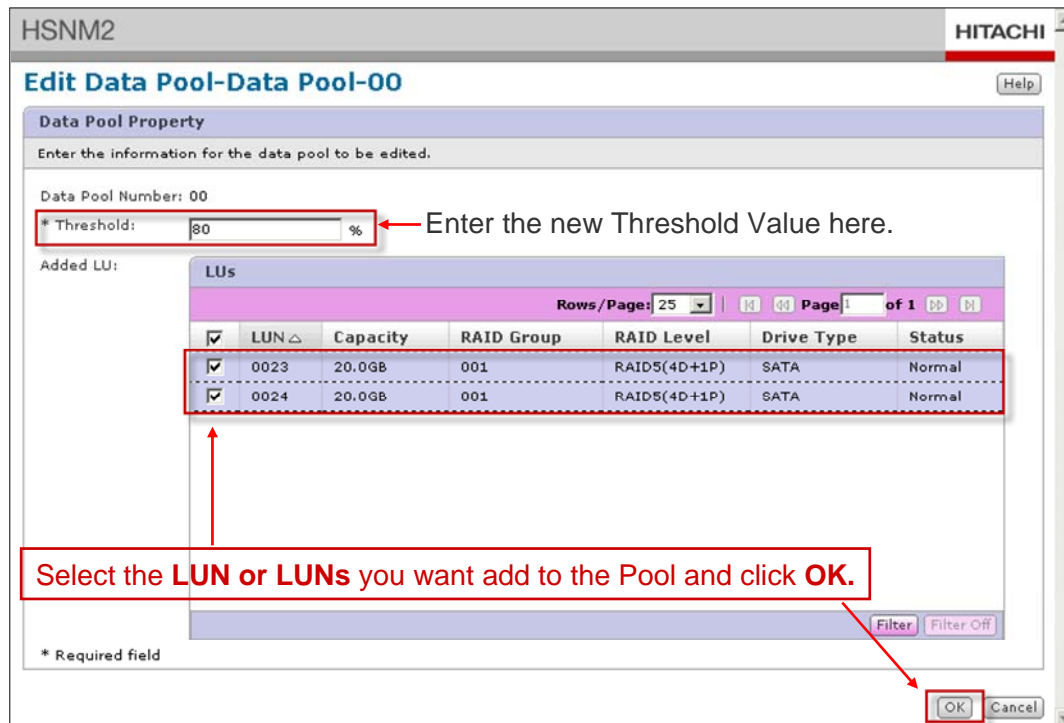 HSNM2
HITACHI
Edit Data Pool-Data Pool-00
Help
Data Pool Property
Enter the information for the data pool to be edited.
Data Pool Number: 00
* Threshold: 80 %
Enter the new Threshold Value here.
Added LU:
LUs
Rows/Page: 25 | Page 1 of 1
LUN Capacity RAID Group RAID Level Drive Type Status
0023 20.0GB 001 RAID5(4D+1P) SATA Normal
0024 20.0GB 001 RAID5(4D+1P) SATA Normal
Select the LUN or LUNs you want add to the Pool and click OK.
Filter Filter Off
* Required field
OK Cancel